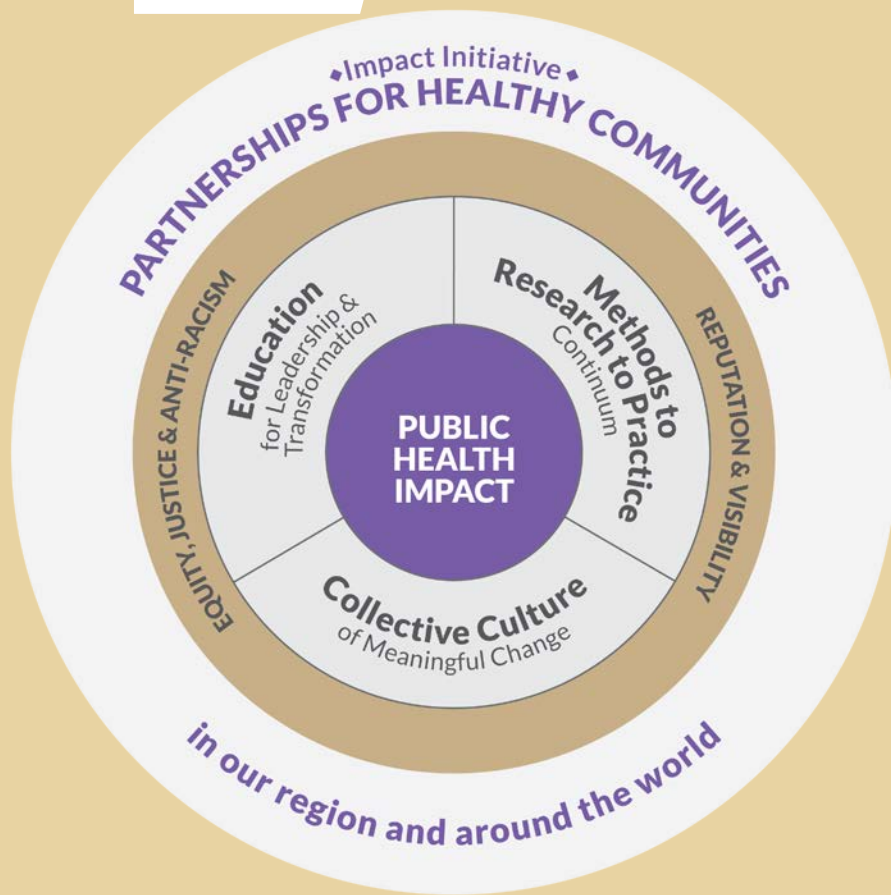 ◆Impact Initiative◆
PARTNERSHIPS FOR HEALTHY COMMUNITIES
EQUITY, JUSTICE & ANTI-RACISM
REPUTATION & VISIBILITY
Education
for Leadership &
Transformation
Methods to
Research to Practice
Continuum
PUBLIC
HEALTH
IMPACT
Collective Culture
of Meaningful Change
in our region and around the world